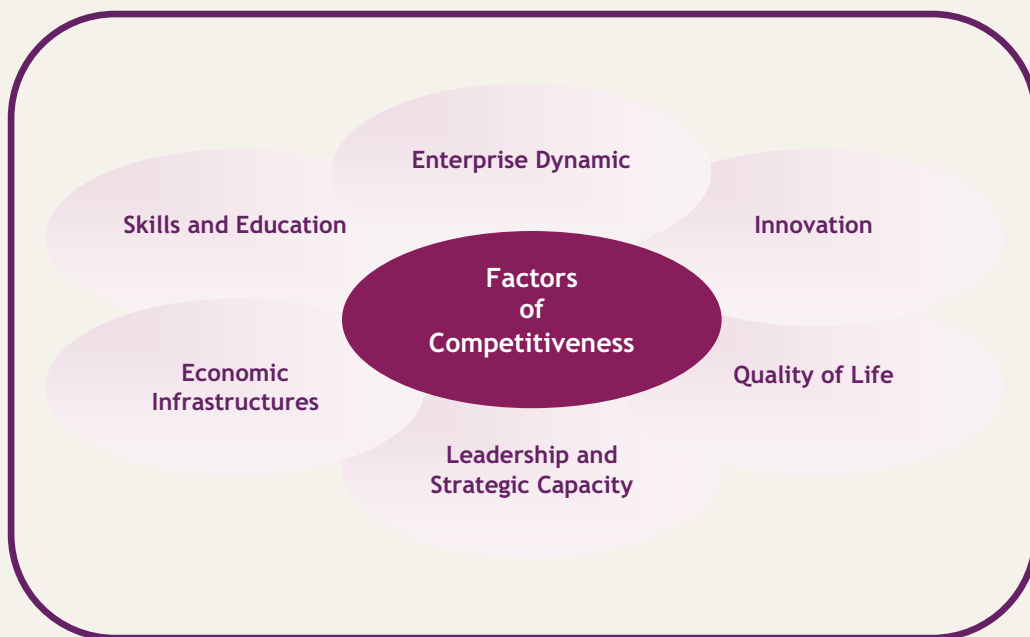 Enterprise Dynamic
Skills and Education
Innovation
Factors
of
Competitiveness
Economic
Infrastructures
Quality of Life
Leadership and
Strategic Capacity